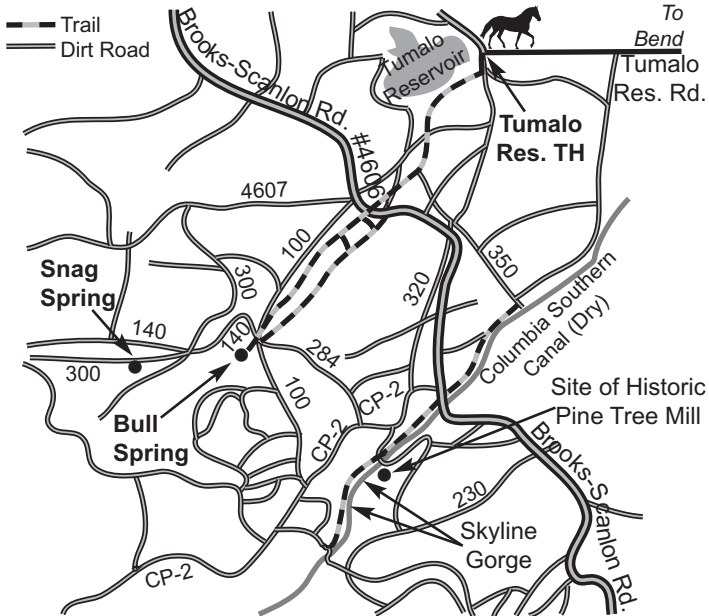 Trail
Dirt Road
To
Bend
Tumalo
Res. Rd.
Tumalo
Reservoir
Tumalo
Res. TH
Brooks-Scanlon Rd. #4606
4607
100
300
Snag
Spring
140
300
140
Bull
Spring
284
100
320
350
Columbia Southern
Canal (Dry)
CP-2
CP-2
Site of Historic
Pine Tree Mill
Brooks-Scanlon Rd.
230
Skyline
Gorge
CP-2